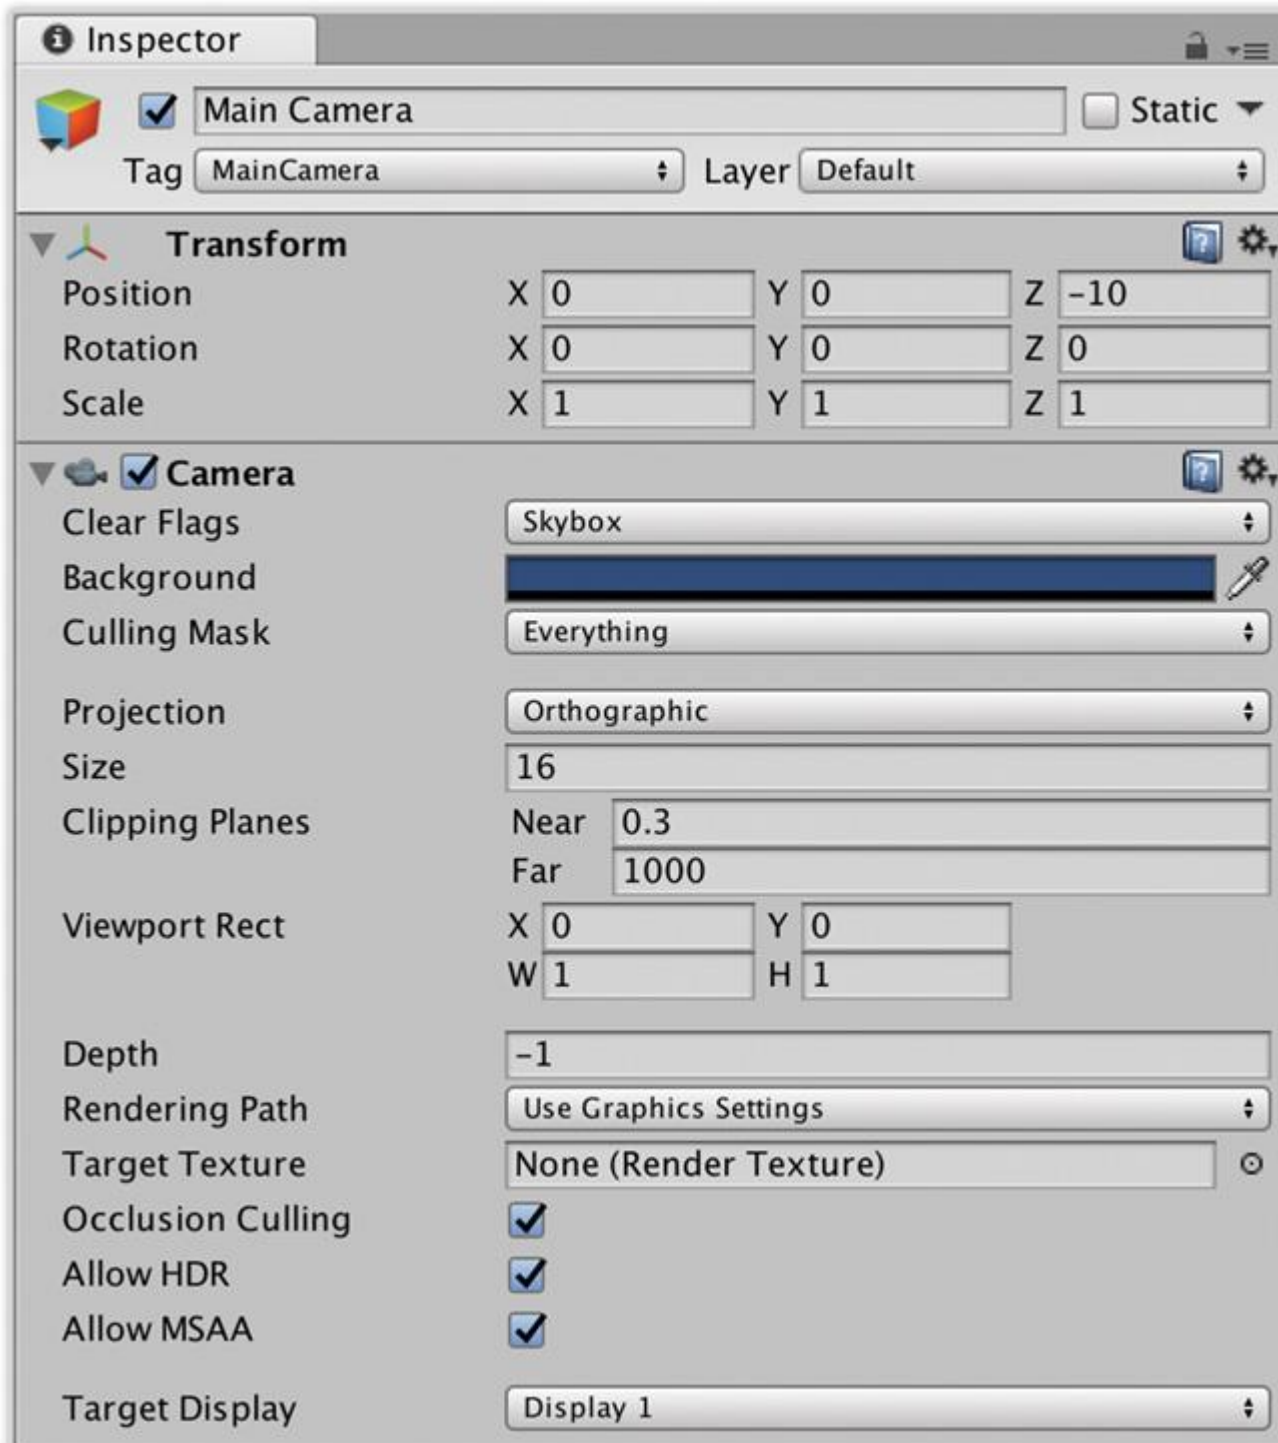 Inspector
Main Camera Static
Tag MainCamera Layer Default
Transform
Position X 0 Y 0 Z -10
Rotation X 0 Y 0 Z 0
Scale X 1 Y 1 Z 1
Camera
Clear Flags Skybox
Background
Culling Mask Everything
Projection Orthographic
Size 16
Clipping Planes Near 0.3
Far 1000
Viewport Rect X 0 Y 0
W 1 H 1
Depth -1
Rendering Path Use Graphics Settings
Target Texture None (Render Texture)
Occlusion Culling
Allow HDR
Allow MSAA
Target Display Display 1